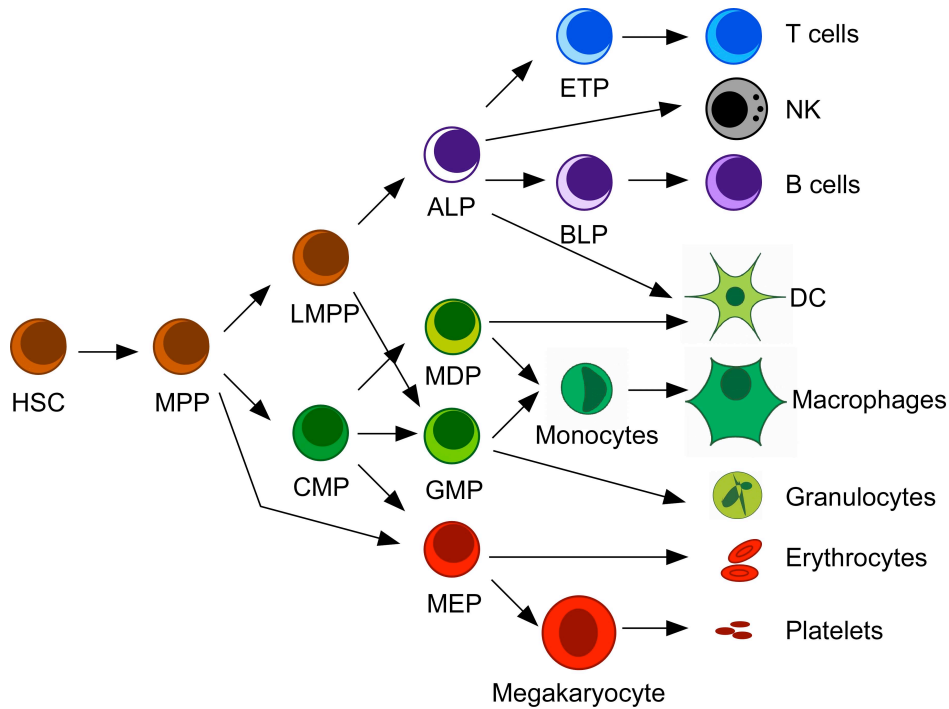 T cells
ETP
NK
ALP
B cells
BLP
LMPP
DC
MDP
HSC
MPP
Macrophages
Monocytes
CMP
GMP
Granulocytes
Erythrocytes
MEP
Platelets
Megakaryocyte